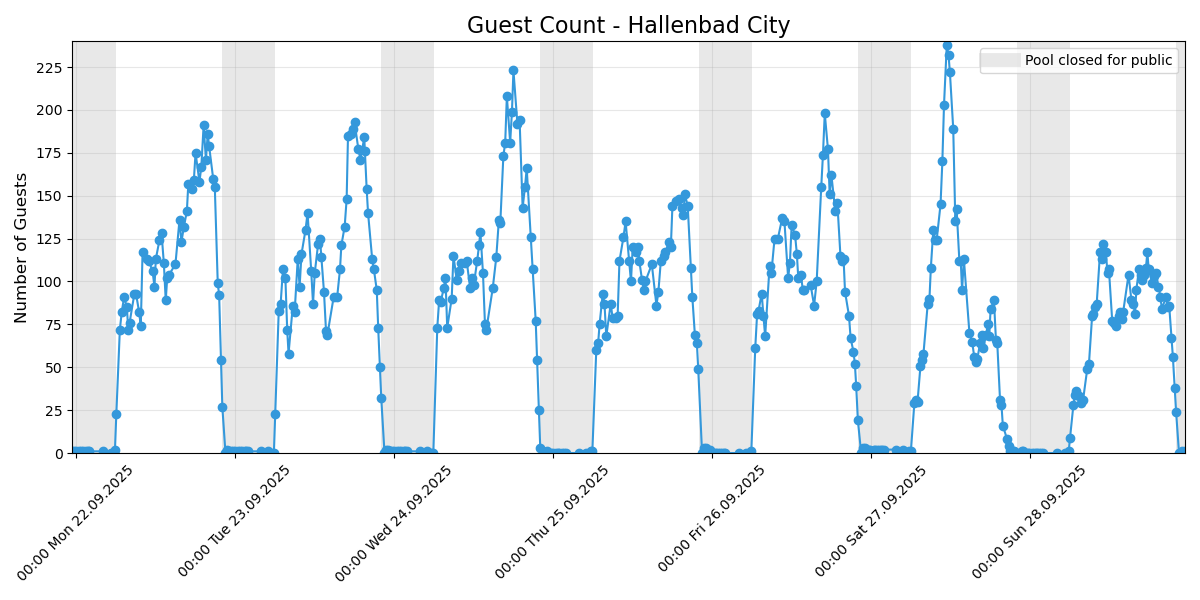 Guest Count - Hallenbad City
Pool closed for public
Number of Guests
225
200
175
150
125
100
75
50
25
0
00:00 Mon 22.09.2025
00:00 Tue 23.09.2025
00:00 Wed 24.09.2025
00:00 Thu 25.09.2025
00:00 Fri 26.09.2025
00:00 Sat 27.09.2025
00:00 Sun 28.09.2025